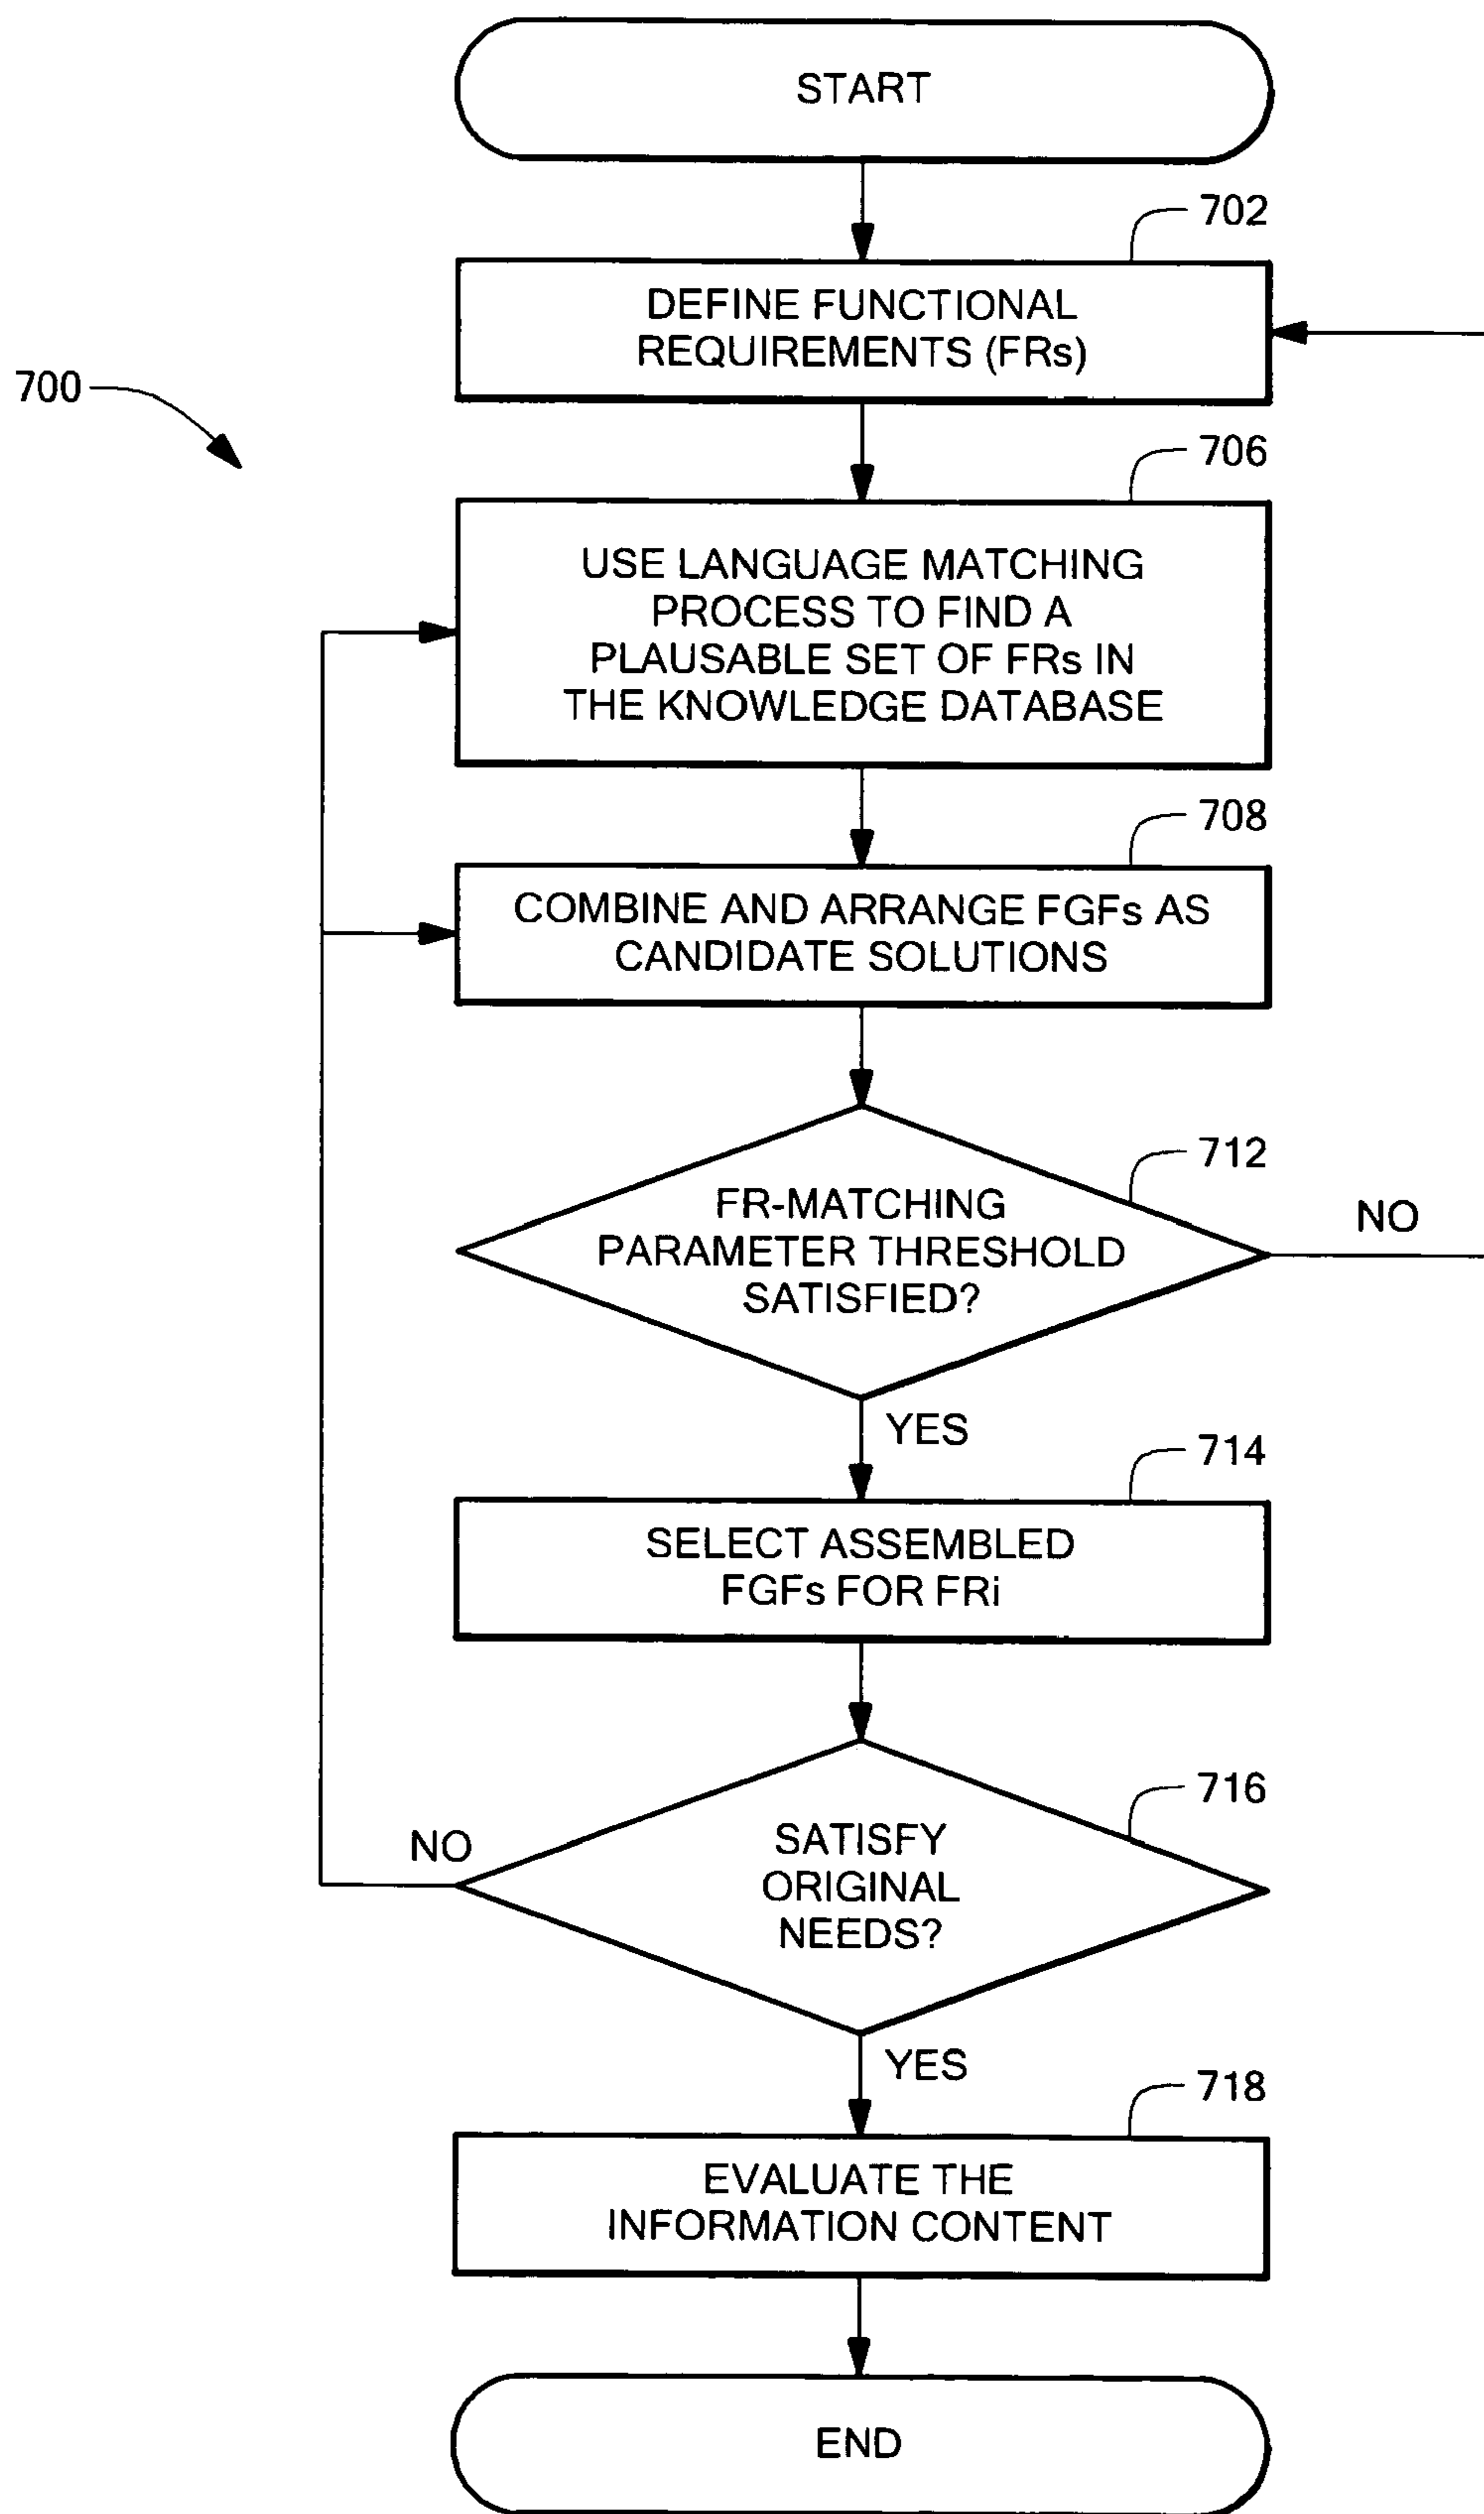 START
702
DEFINE FUNCTIONAL
REQUIREMENTS (FRs)
700
706
USE LANGUAGE MATCHING
PROCESS TO FIND A
PLAUSABLE SET OF FRs IN
THE KNOWLEDGE DATABASE
708
COMBINE AND ARRANGE FGFs AS
CANDIDATE SOLUTIONS
712
FR-MATCHING
PARAMETER THRESHOLD
SATISFIED?
NO
YES
714
SELECT ASSEMBLED
FGFs FOR FRi
716
SATISFY
ORIGINAL
NEEDS?
NO
YES
718
EVALUATE THE
INFORMATION CONTENT
END